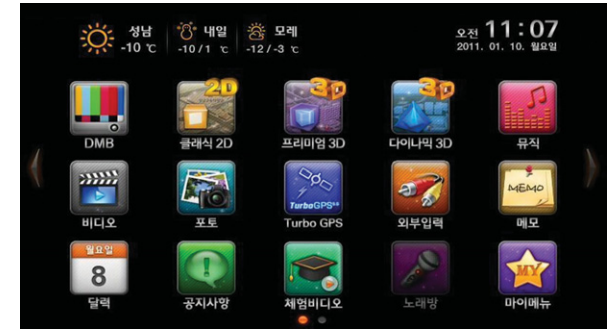 성남
-10 ℃
내일
-10/1 ℃
모레
-12/-3 ℃
오전 11:07
2011. 01. 10. 월요일
2D
3D
3D
DMB
클래식 2D
프리미엄 3D
다이나믹 3D
뮤직
TurboGPS
MEMO
비디오
포토
Turbo GPS
외부입력
메모
월요일
8
MY
달력
공지사항
체험비디오
노래방
마이메뉴